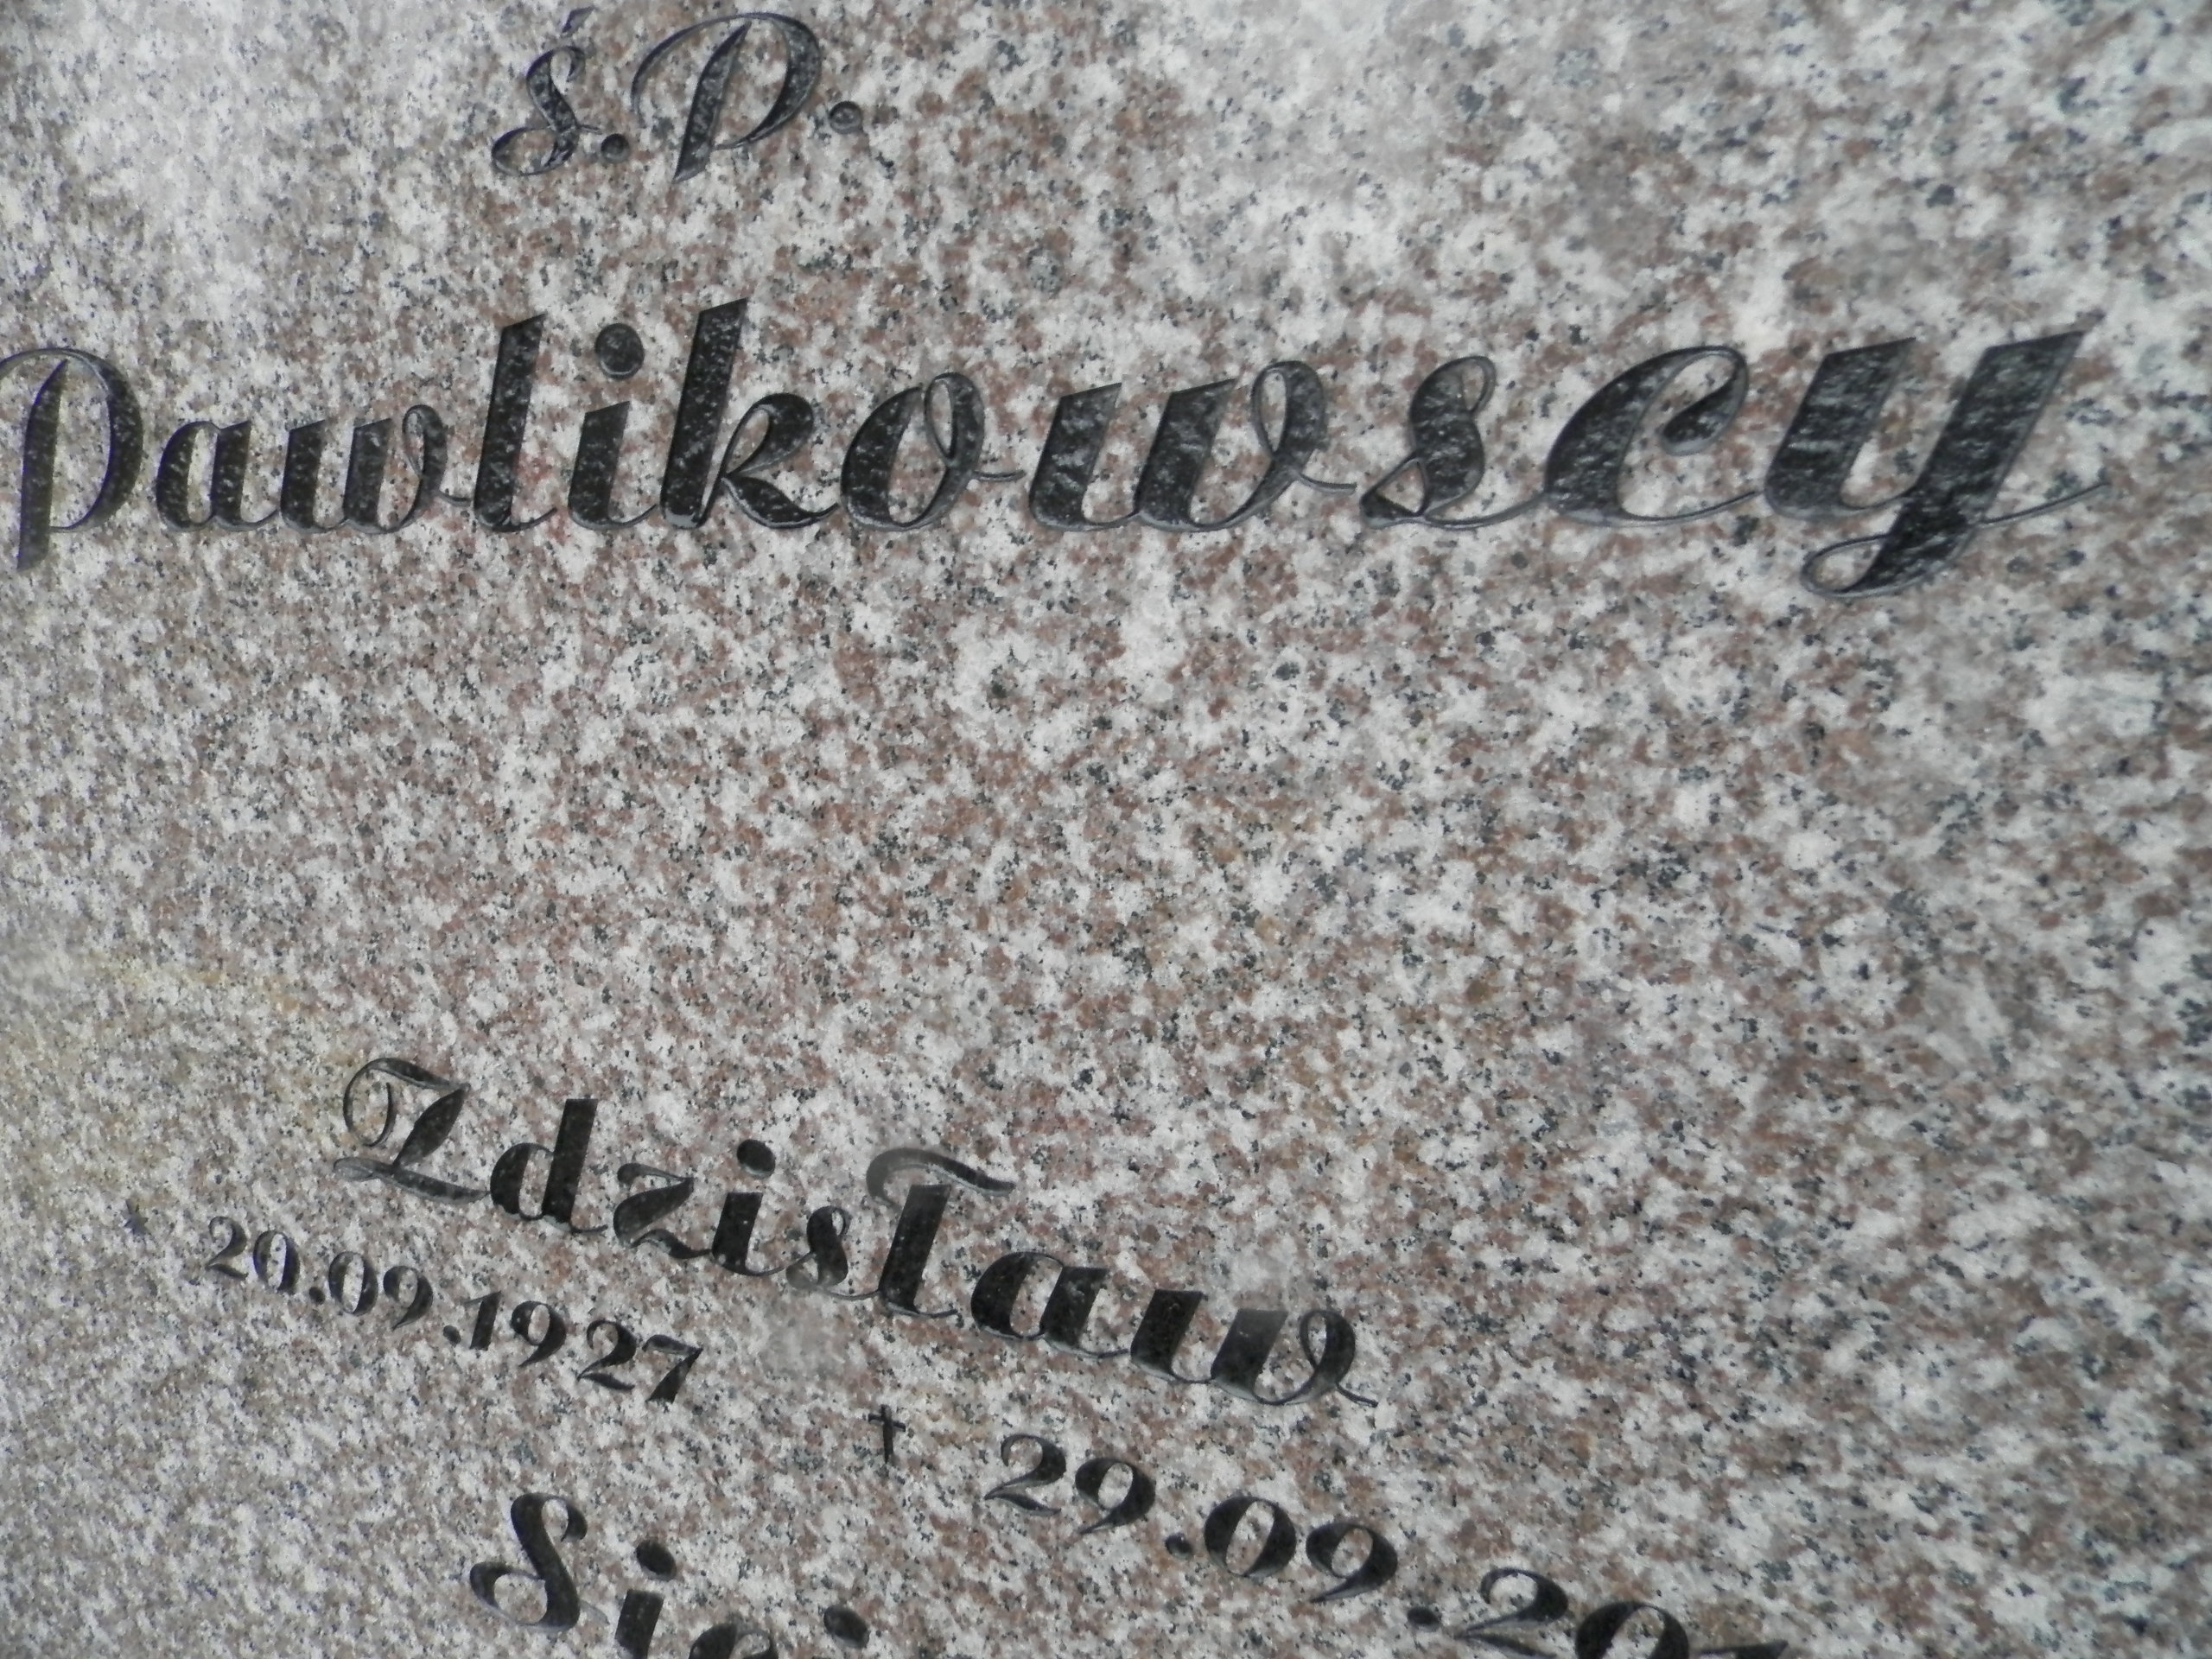 Ś.P.
Pawlikowscy
Zdzisław
* 20.09.1927 † 29.09.20